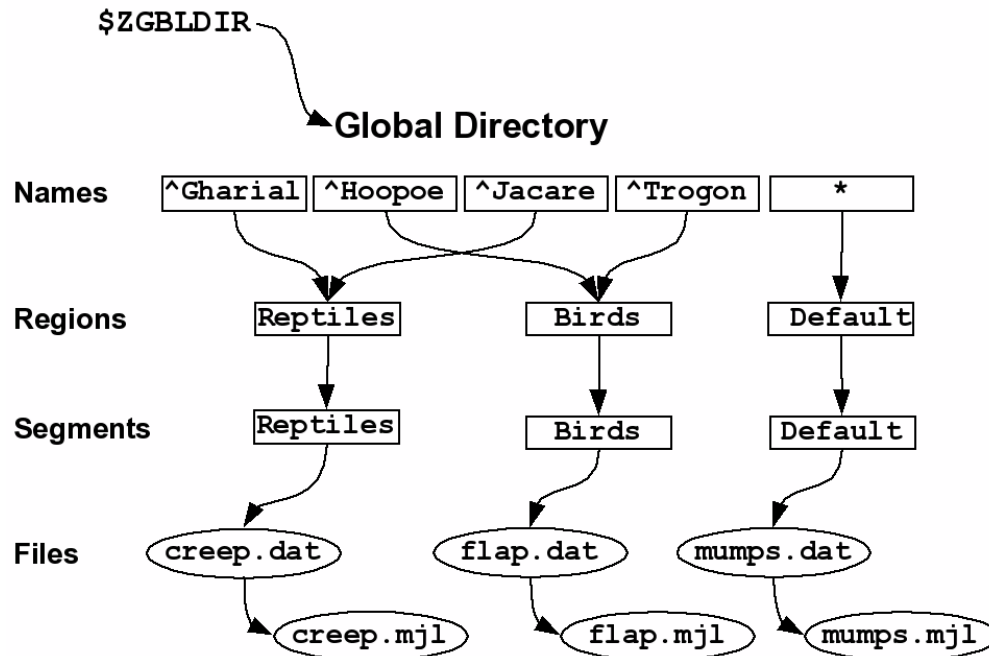 $ZGBLDIR
Global Directory
Names ^Gharial ^Hoopoe ^Jacare ^Trogon *
Regions Reptiles Birds Default
Segments Reptiles Birds Default
Files creep.dat flap.dat mumps.dat
creep.mjl flap.mjl mumps.mjl